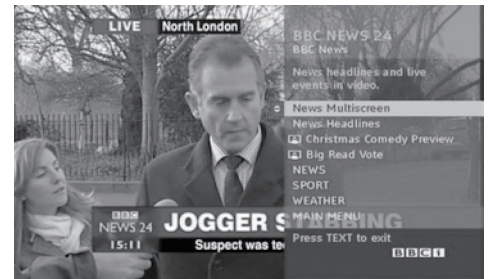 LIVE North London
BBC NEWS 24
BBC News
News headlines and live
events in video.
News Multiscreen
News Headlines
Christmas Comedy Preview
Big Read Vote
NEWS
SPORT
WEATHER
MAIN MENU
Press TEXT to exit
BBC 1
BBC
NEWS 24
15:11
JOGGER STABBING
Suspect was